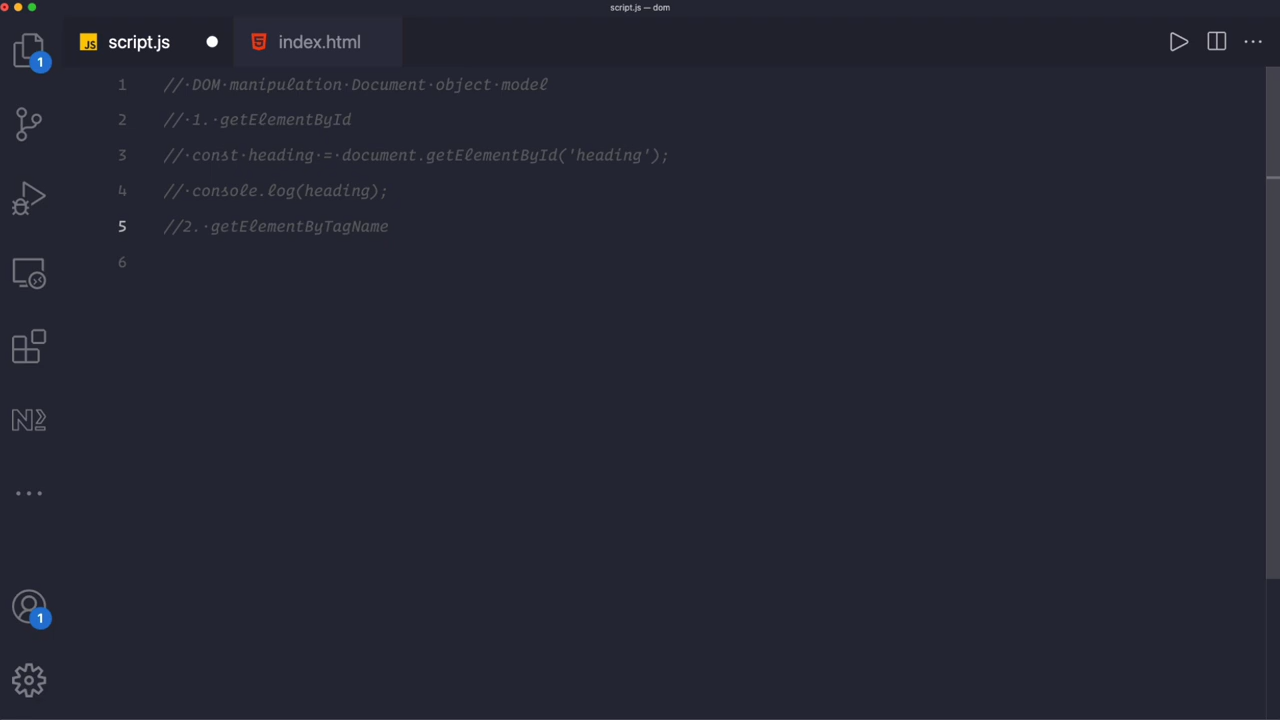 script.js — dom
JS script.js
index.html
1
1 // DOM manipulation Document object model
2 // 1. getElementById
3 // const heading = document.getElementById('heading');
4 // console.log(heading);
5 //2. getElementByTagName
6
1